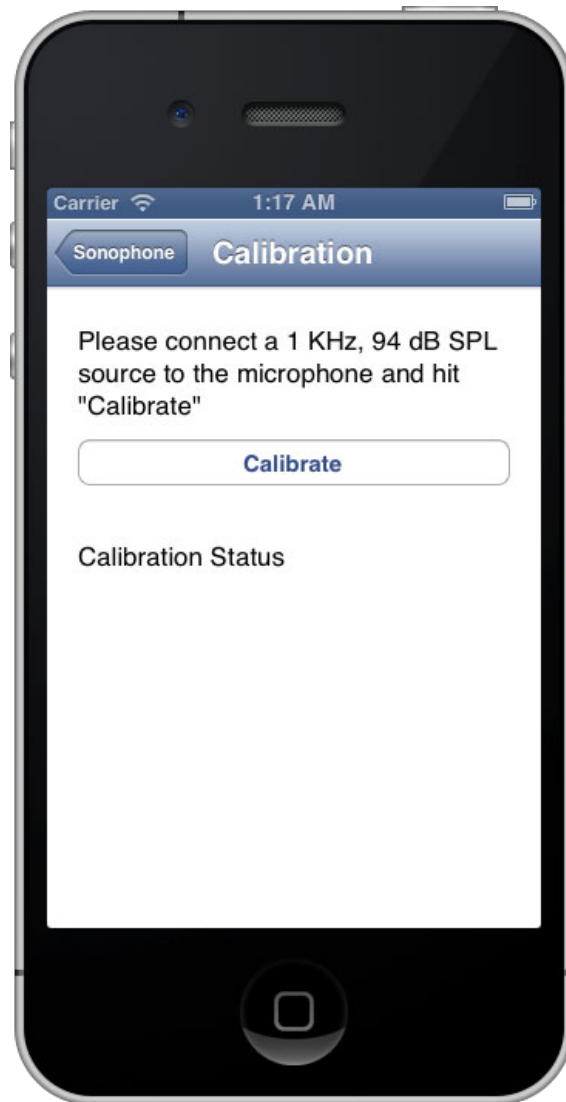 Carrier 1:17 AM
Sonophone Calibration
Please connect a 1 KHz, 94 dB SPL
source to the microphone and hit
"Calibrate"
Calibrate
Calibration Status